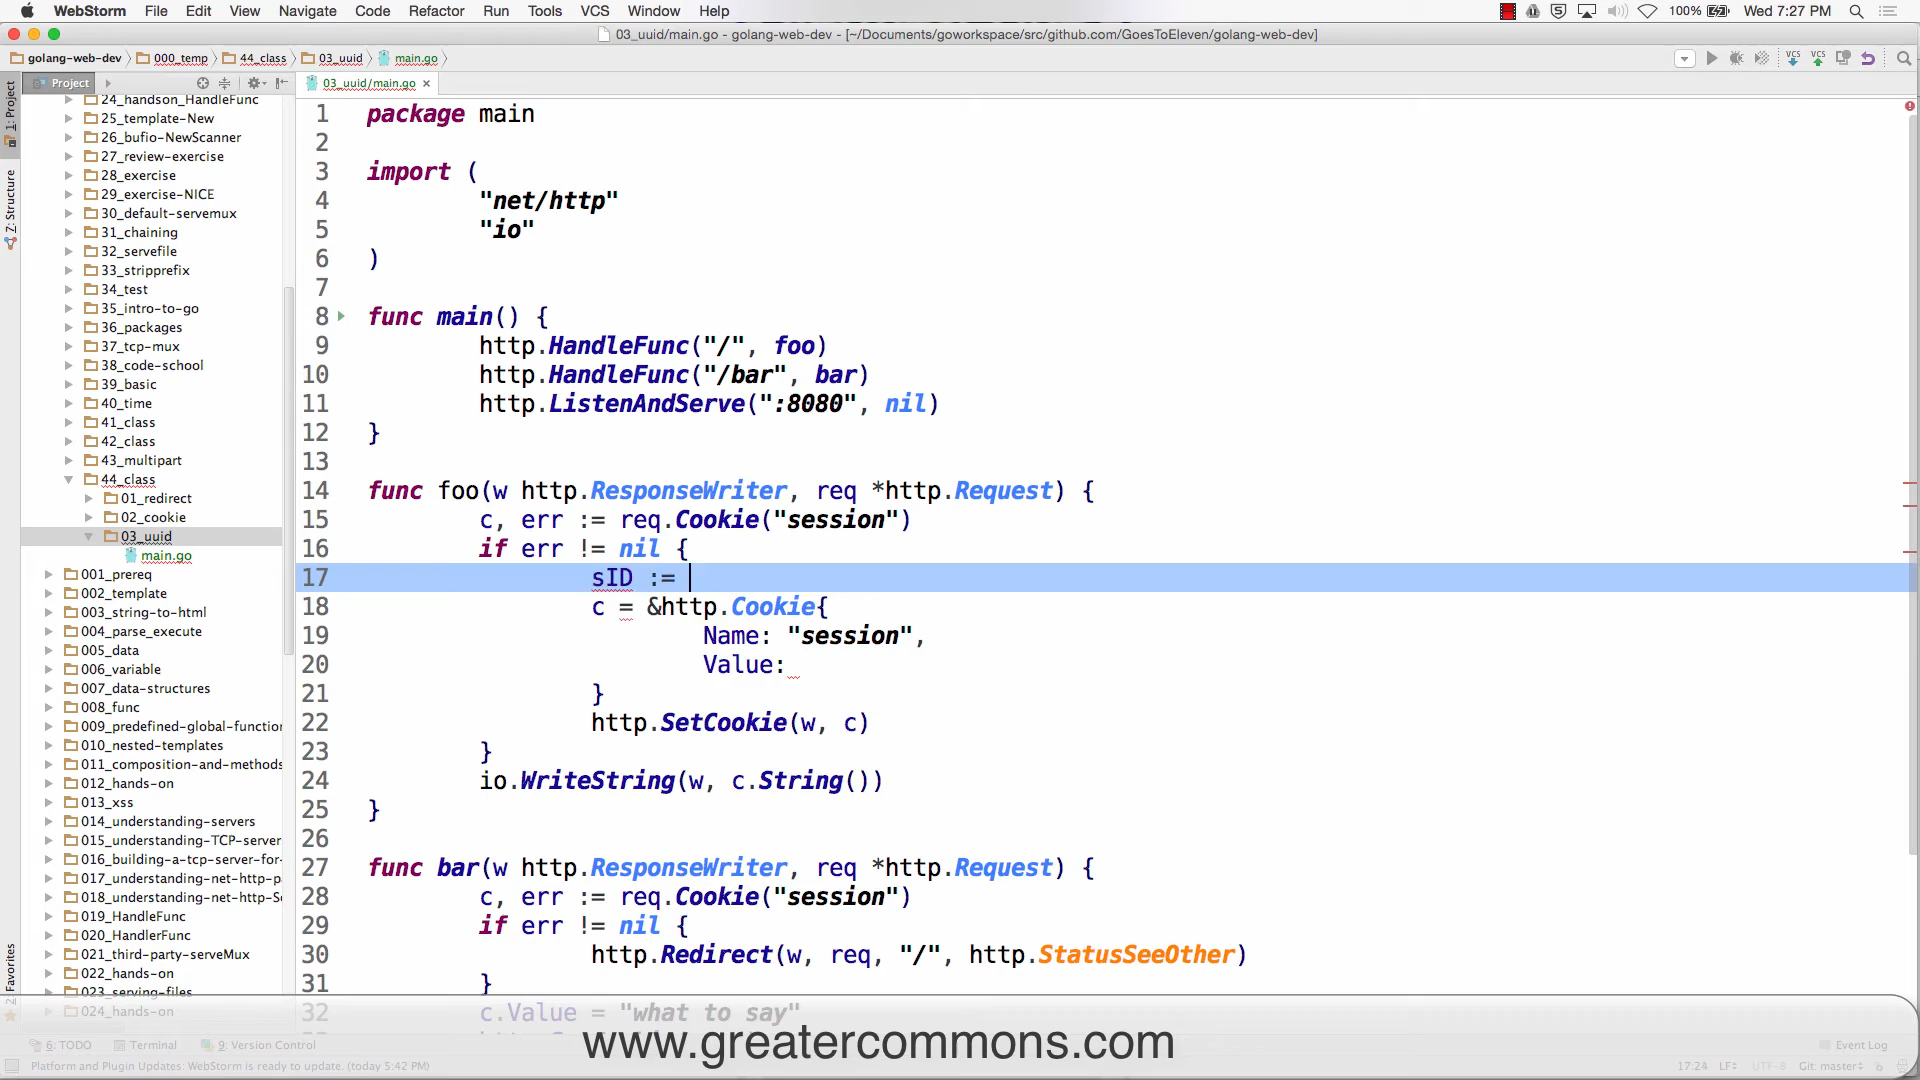 WebStorm File Edit View Navigate Code Refactor Run Tools VCS Window Help 100% Wed 7:27 PM
03_uuid/main.go - golang-web-dev - [~/Documents/goworkspace/src/github.com/GoesToEleven/golang-web-dev]
golang-web-dev 000_temp 44_class 03_uuid main.go VCS VCS
Project 03_uuid/main.go
1: Project
Z: Structure
2: Favorites
24_handson_HandleFunc
25_template-New
26_bufio-NewScanner
27_review-exercise
28_exercise
29_exercise-NICE
30_default-servemux
31_chaining
32_servefile
33_stripprefix
34_test
35_intro-to-go
36_packages
37_tcp-mux
38_code-school
39_basic
40_time
41_class
42_class
43_multipart
44_class
01_redirect
02_cookie
03_uuid
main.go
001_prereq
002_template
003_string-to-html
004_parse_execute
005_data
006_variable
007_data-structures
008_func
009_predefined-global-function
010_nested-templates
011_composition-and-methods
012_hands-on
013_xss
014_understanding-servers
015_understanding-TCP-server
016_building-a-tcp-server-for-
017_understanding-net-http-p
018_understanding-net-http-S
019_HandleFunc
020_HandlerFunc
021_third-party-serveMux
022_hands-on
023_serving-files
024_hands-on
1 package main
2
3 import (
4 "net/http"
5 "io"
6 )
7
8 func main() {
9 http.HandleFunc("/", foo)
10 http.HandleFunc("/bar", bar)
11 http.ListenAndServe(":8080", nil)
12 }
13
14 func foo(w http.ResponseWriter, req *http.Request) {
15 c, err := req.Cookie("session")
16 if err != nil {
17 sID :=
18 c = &http.Cookie{
19 Name: "session",
20 Value:
21 }
22 http.SetCookie(w, c)
23 }
24 io.WriteString(w, c.String())
25 }
26
27 func bar(w http.ResponseWriter, req *http.Request) {
28 c, err := req.Cookie("session")
29 if err != nil {
30 http.Redirect(w, req, "/", http.StatusSeeOther)
31 }
32 c.Value = "what to say"
www.greatercommons.com
6: TODO Terminal 9: Version Control Event Log
Platform and Plugin Updates: WebStorm is ready to update. (today 5:42 PM) 17:24 LF UTF-8 Git: master